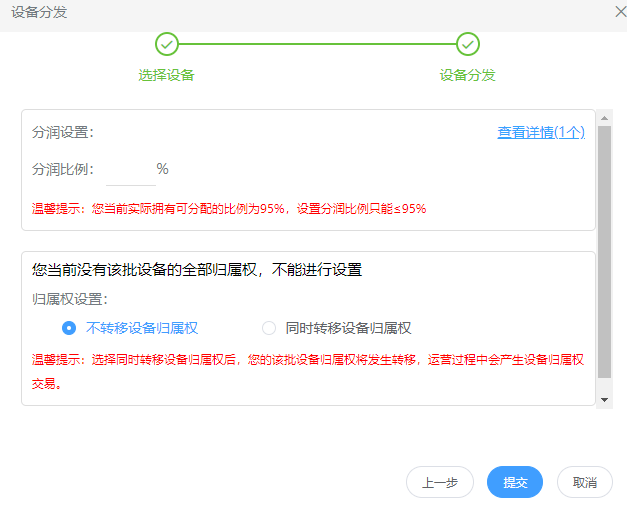 设备分发
选择设备
设备分发
分润设置:
查看详情(1个)
分润比例: %
温馨提示：您当前实际拥有可分配的比例为95%，设置分润比例只能≤95%
您当前没有该批设备的全部归属权，不能进行设置
归属权设置:
不转移设备归属权
同时转移设备归属权
温馨提示：选择同时转移设备归属权后，您的该批设备归属权将发生转移，运营过程中会产生设备归属权
交易。
上一步
提交
取消